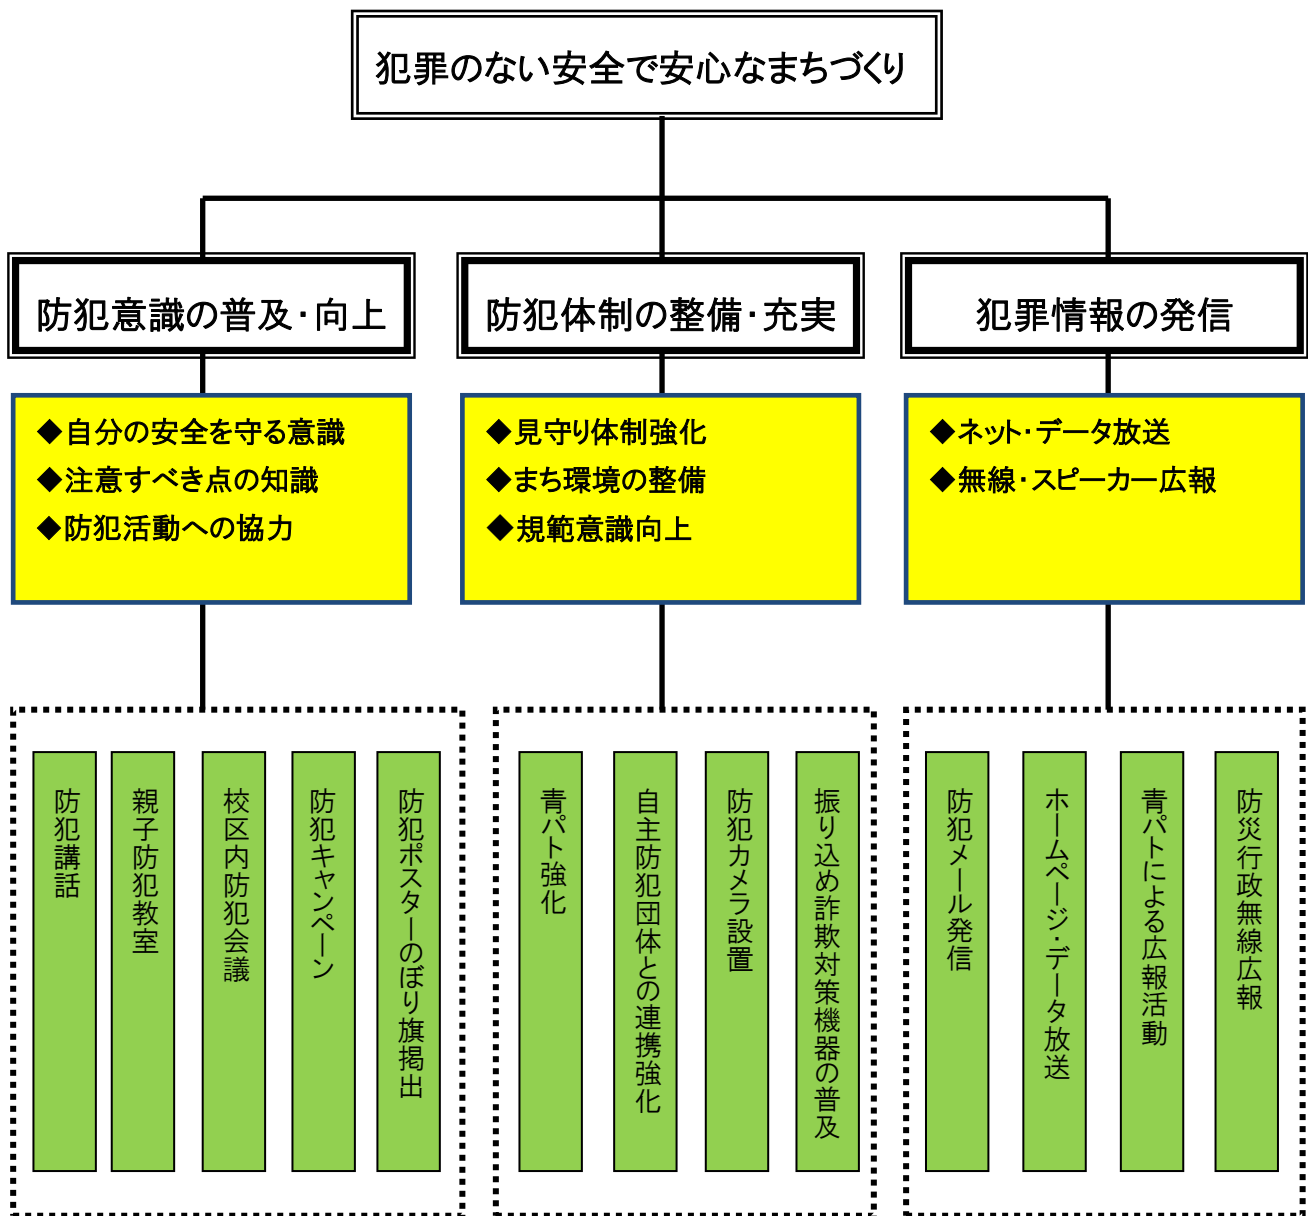 犯罪のない安全で安心なまちづくり
防犯意識の普及・向上
防犯体制の整備・充実
犯罪情報の発信
◆自分の安全を守る意識
◆注意すべき点の知識
◆防犯活動への協力
◆見守り体制強化
◆まち環境の整備
◆規範意識向上
◆ネット・データ放送
◆無線・スピーカー広報
防犯講話
親子防犯教室
校区内防犯会議
防犯キャンペーン
防犯ポスターのぼり旗掲出
青パト強化
自主防犯団体との連携強化
防犯カメラ設置
振り込め詐欺対策機器の普及
防犯メール発信
ホームページ・データ放送
青パトによる広報活動
防災行政無線広報